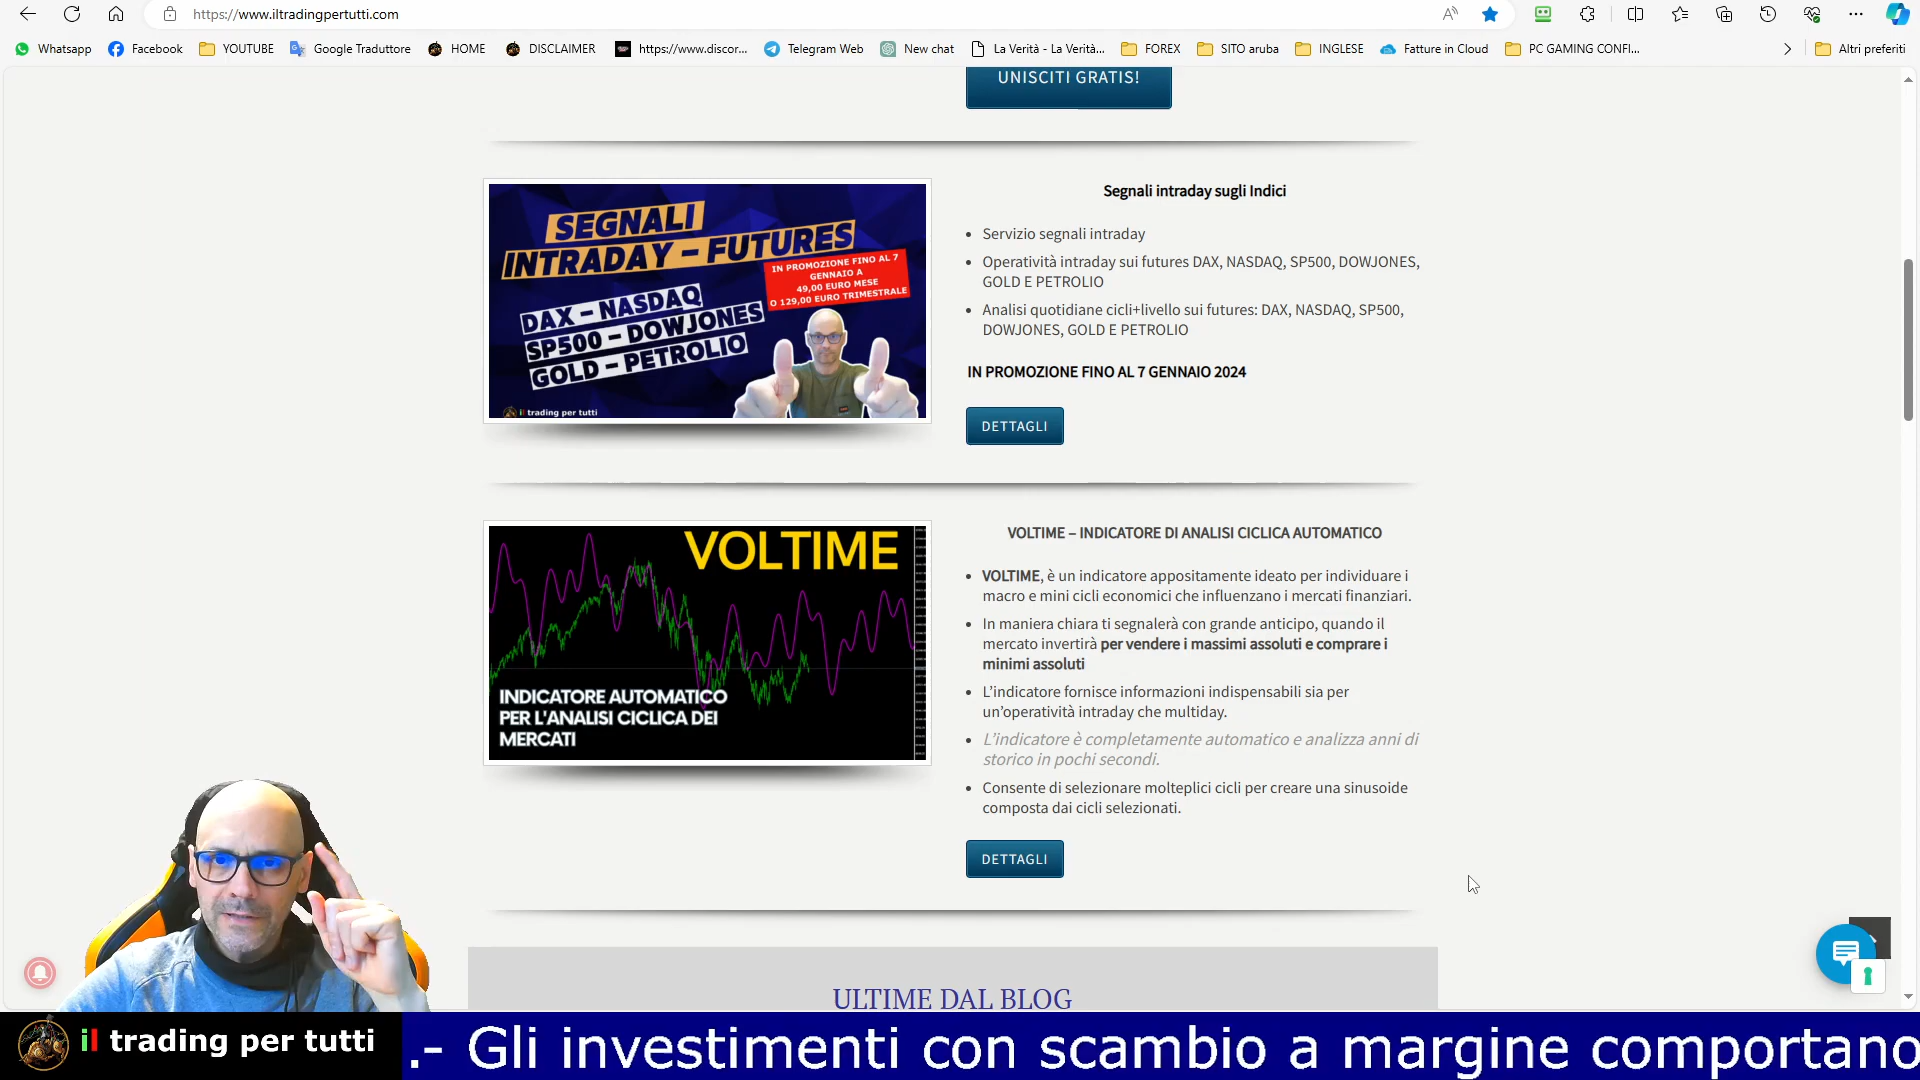 https://www.iltradingpertutti.com
Whatsapp
Facebook
YOUTUBE
Google Traduttore
HOME
DISCLAIMER
https://www.discor...
Telegram Web
New chat
La Verità - La Verità...
FOREX
SITO aruba
INGLESE
Fatture in Cloud
PC GAMING CONFI...
Altri preferiti
UNISCITI GRATIS!
SEGNALI
INTRADAY – FUTURES
IN PROMOZIONE FINO AL 7
GENNAIO A
49,00 EURO MESE
O 129,00 EURO TRIMESTRALE
DAX – NASDAQ
SP500 – DOWJONES
GOLD – PETROLIO
il trading per tutti
Segnali intraday sugli Indici
Servizio segnali intraday
Operatività intraday sui futures DAX, NASDAQ, SP500, DOWJONES,
GOLD E PETROLIO
Analisi quotidiane cicli+livello sui futures: DAX, NASDAQ, SP500,
DOWJONES, GOLD E PETROLIO
IN PROMOZIONE FINO AL 7 GENNAIO 2024
DETTAGLI
VOLTIME
INDICATORE AUTOMATICO
PER L'ANALISI CICLICA DEI
MERCATI
VOLTIME – INDICATORE DI ANALISI CICLICA AUTOMATICO
VOLTIME, è un indicatore appositamente ideato per individuare i
macro e mini cicli economici che influenzano i mercati finanziari.
In maniera chiara ti segnalerà con grande anticipo, quando il
mercato invertirà per vendere i massimi assoluti e comprare i
minimi assoluti
L'indicatore fornisce informazioni indispensabili sia per
un'operatività intraday che multiday.
L'indicatore è completamente automatico e analizza anni di
storico in pochi secondi.
Consente di selezionare molteplici cicli per creare una sinusoide
composta dai cicli selezionati.
DETTAGLI
ULTIME DAL BLOG
il trading per tutti
.- Gli investimenti con scambio a margine comportano